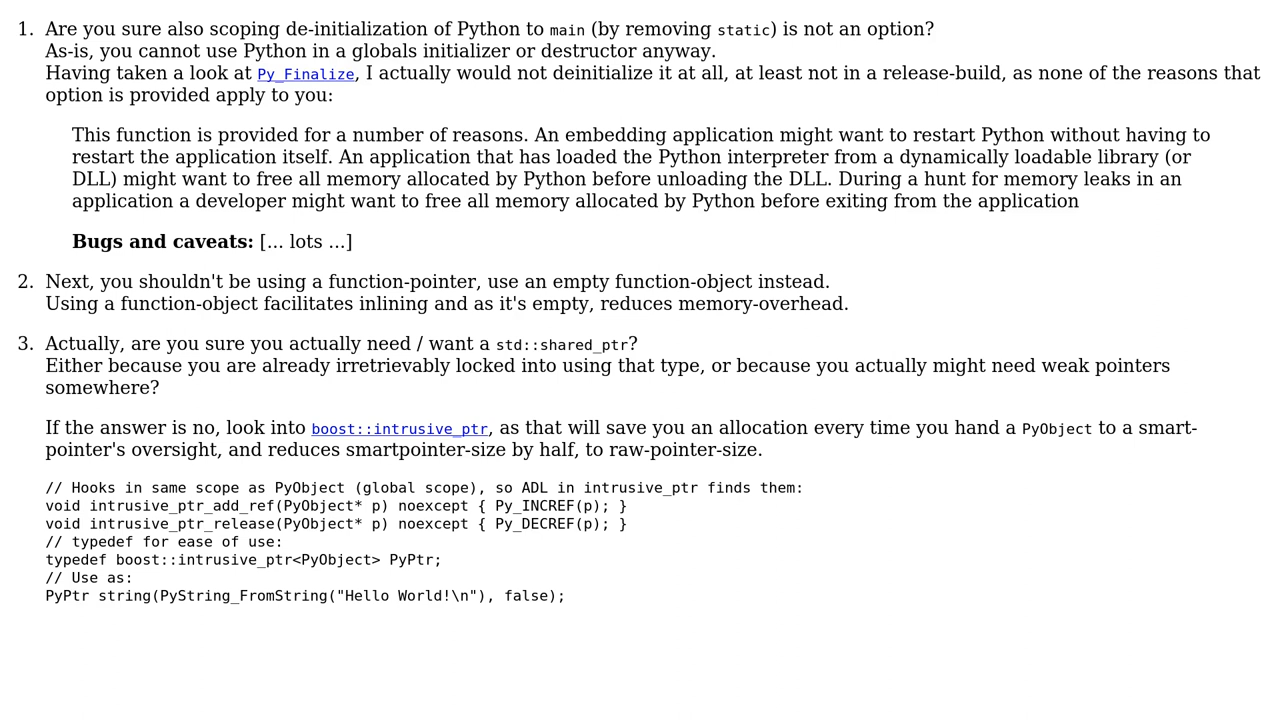 1. Are you sure also scoping de-initialization of Python to main (by removing static) is not an option?
As-is, you cannot use Python in a globals initializer or destructor anyway.
Having taken a look at Py_Finalize, I actually would not deinitialize it at all, at least not in a release-build, as none of the reasons that
option is provided apply to you:
This function is provided for a number of reasons. An embedding application might want to restart Python without having to
restart the application itself. An application that has loaded the Python interpreter from a dynamically loadable library (or
DLL) might want to free all memory allocated by Python before unloading the DLL. During a hunt for memory leaks in an
application a developer might want to free all memory allocated by Python before exiting from the application
Bugs and caveats: [... lots ...]
2. Next, you shouldn't be using a function-pointer, use an empty function-object instead.
Using a function-object facilitates inlining and as it's empty, reduces memory-overhead.
3. Actually, are you sure you actually need / want a std::shared_ptr?
Either because you are already irretrievably locked into using that type, or because you actually might need weak pointers
somewhere?
If the answer is no, look into boost::intrusive_ptr, as that will save you an allocation every time you hand a PyObject to a smart-
pointer's oversight, and reduces smartpointer-size by half, to raw-pointer-size.
// Hooks in same scope as PyObject (global scope), so ADL in intrusive_ptr finds them:
void intrusive_ptr_add_ref(PyObject* p) noexcept { Py_INCREF(p); }
void intrusive_ptr_release(PyObject* p) noexcept { Py_DECREF(p); }
// typedef for ease of use:
typedef boost::intrusive_ptr<PyObject> PyPtr;
// Use as:
PyPtr string(PyString_FromString("Hello World!\n"), false);